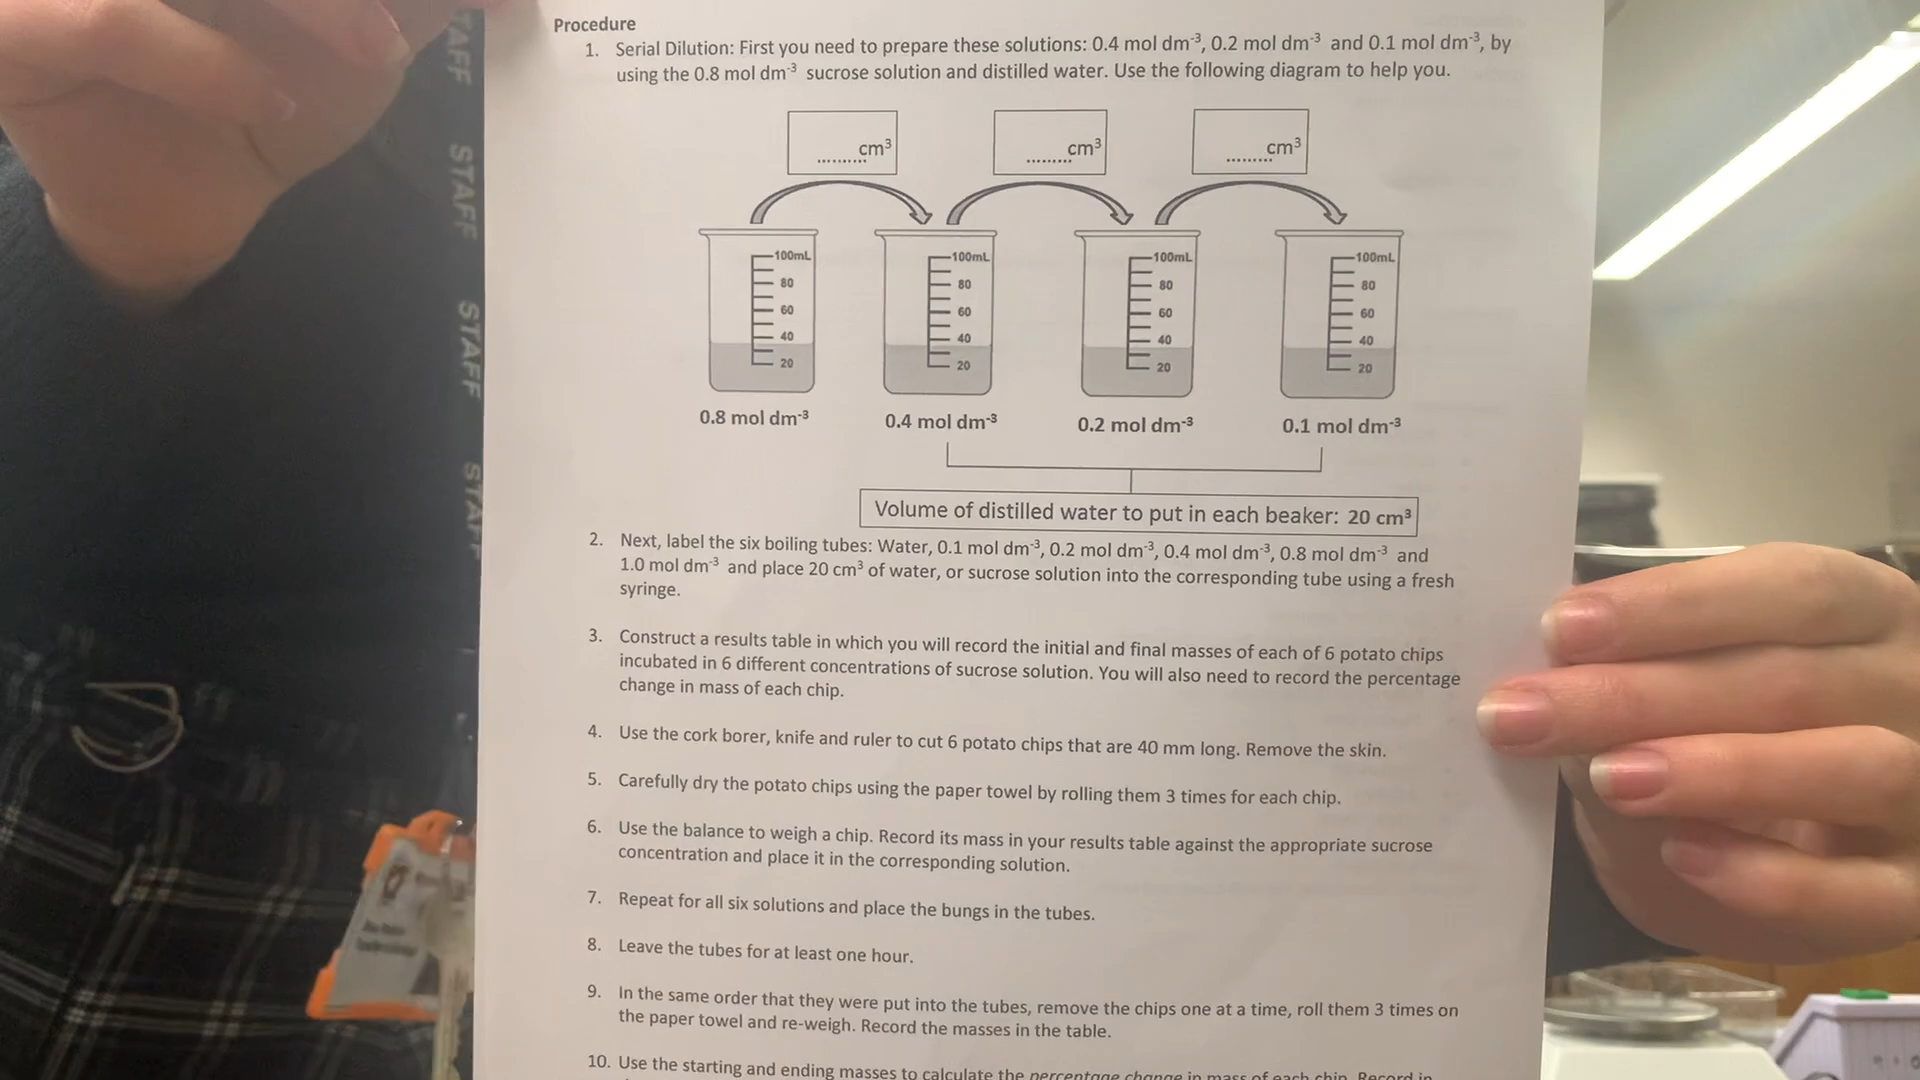 STAFF
STAFF
STAFF
STAFF
Procedure
1. Serial Dilution: First you need to prepare these solutions: 0.4 mol dm⁻³, 0.2 mol dm⁻³ and 0.1 mol dm⁻³, by
using the 0.8 mol dm⁻³ sucrose solution and distilled water. Use the following diagram to help you.
..........cm³ .........cm³ .........cm³
100mL 100mL 100mL 100mL
80 80 80 80
60 60 60 60
40 40 40 40
20 20 20 20
0.8 mol dm⁻³ 0.4 mol dm⁻³ 0.2 mol dm⁻³ 0.1 mol dm⁻³
Volume of distilled water to put in each beaker: 20 cm³
2. Next, label the six boiling tubes: Water, 0.1 mol dm⁻³, 0.2 mol dm⁻³, 0.4 mol dm⁻³, 0.8 mol dm⁻³ and
1.0 mol dm⁻³ and place 20 cm³ of water, or sucrose solution into the corresponding tube using a fresh
syringe.
3. Construct a results table in which you will record the initial and final masses of each of 6 potato chips
incubated in 6 different concentrations of sucrose solution. You will also need to record the percentage
change in mass of each chip.
4. Use the cork borer, knife and ruler to cut 6 potato chips that are 40 mm long. Remove the skin.
5. Carefully dry the potato chips using the paper towel by rolling them 3 times for each chip.
6. Use the balance to weigh a chip. Record its mass in your results table against the appropriate sucrose
concentration and place it in the corresponding solution.
7. Repeat for all six solutions and place the bungs in the tubes.
8. Leave the tubes for at least one hour.
9. In the same order that they were put into the tubes, remove the chips one at a time, roll them 3 times on
the paper towel and re-weigh. Record the masses in the table.
10. Use the starting and ending masses to calculate the percentage change in mass of each chip. Record in